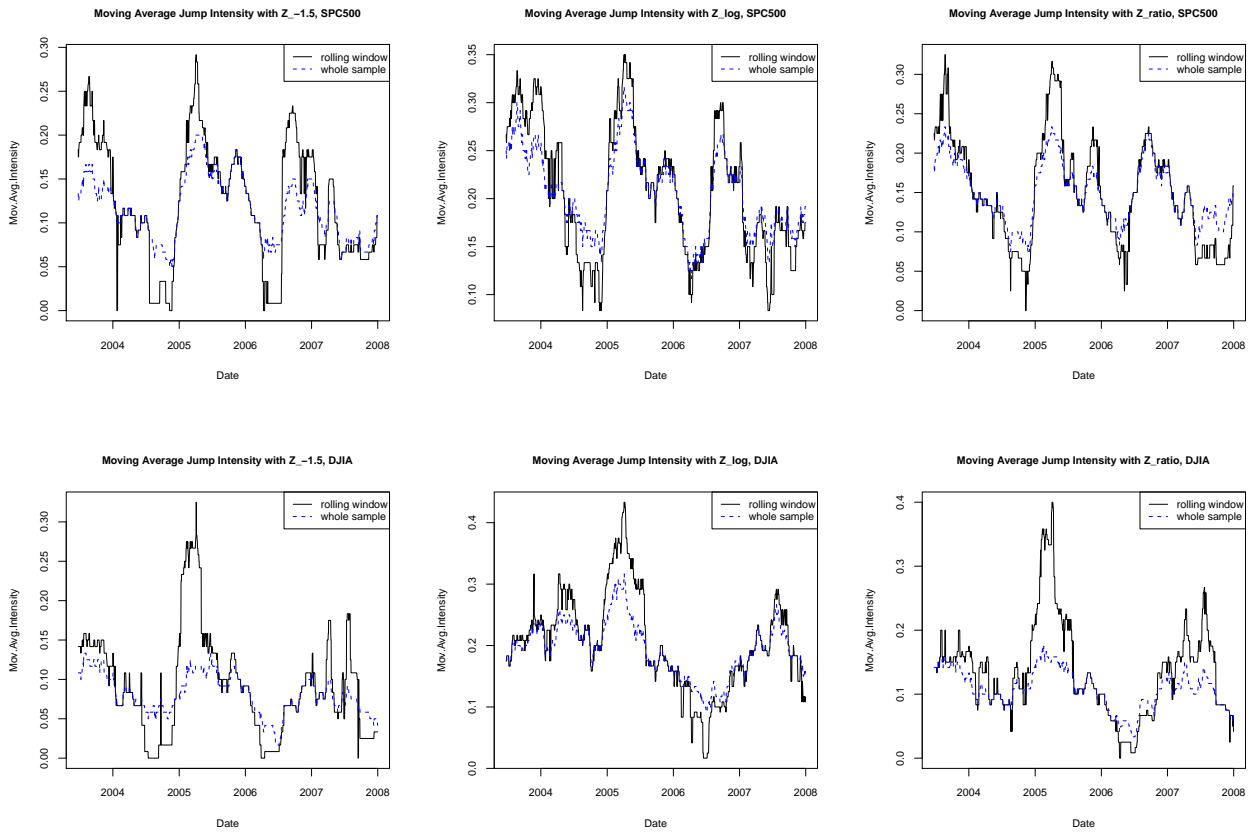 Moving Average Jump Intensity with Z_−1.5, SPC500
rolling window
whole sample
Mov.Avg.Intensity
0.00 0.05 0.10 0.15 0.20 0.25 0.30
2004 2005 2006 2007 2008
Date
Moving Average Jump Intensity with Z_log, SPC500
rolling window
whole sample
Mov.Avg.Intensity
0.10 0.15 0.20 0.25 0.30 0.35
2004 2005 2006 2007 2008
Date
Moving Average Jump Intensity with Z_ratio, SPC500
rolling window
whole sample
Mov.Avg.Intensity
0.00 0.05 0.10 0.15 0.20 0.25 0.30
2004 2005 2006 2007 2008
Date
Moving Average Jump Intensity with Z_−1.5, DJIA
rolling window
whole sample
Mov.Avg.Intensity
0.00 0.05 0.10 0.15 0.20 0.25 0.30
2004 2005 2006 2007 2008
Date
Moving Average Jump Intensity with Z_log, DJIA
rolling window
whole sample
Mov.Avg.Intensity
0.0 0.1 0.2 0.3 0.4
2004 2005 2006 2007 2008
Date
Moving Average Jump Intensity with Z_ratio, DJIA
rolling window
whole sample
Mov.Avg.Intensity
0.0 0.1 0.2 0.3 0.4
2004 2005 2006 2007 2008
Date